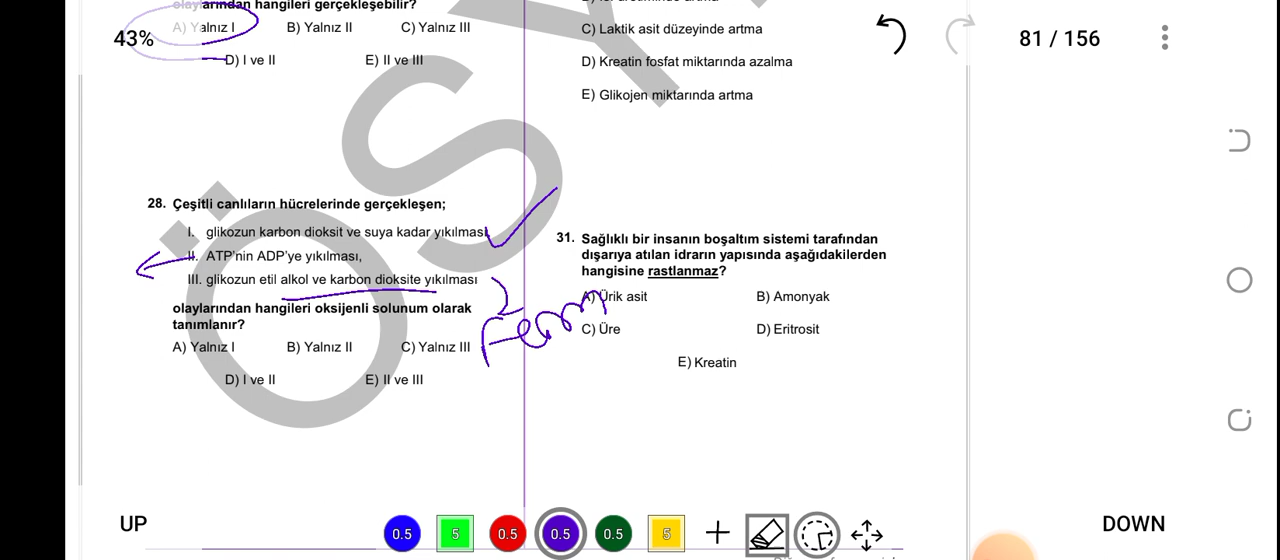 olaylarından hangileri gerçekleşebilir?
A) Yalnız I B) Yalnız II C) Yalnız III
D) I ve II E) II ve III
28. Çeşitli canlıların hücrelerinde gerçekleşen;
I. glikozun karbon dioksit ve suya kadar yıkılması,
II. ATP'nin ADP'ye yıkılması,
III. glikozun etil alkol ve karbon dioksite yıkılması
olaylarından hangileri oksijenli solunum olarak
tanımlanır?
A) Yalnız I B) Yalnız II C) Yalnız III
D) I ve II E) II ve III
C) Laktik asit düzeyinde artma
D) Kreatin fosfat miktarında azalma
E) Glikojen miktarında artma
31. Sağlıklı bir insanın boşaltım sistemi tarafından
dışarıya atılan idrarın yapısında aşağıdakilerden
hangisine rastlanmaz?
A) Ürik asit B) Amonyak
C) Üre D) Eritrosit
E) Kreatin
Ferm
43%
81 / 156
UP
0.5 5 0.5 0.5 0.5 5
DOWN